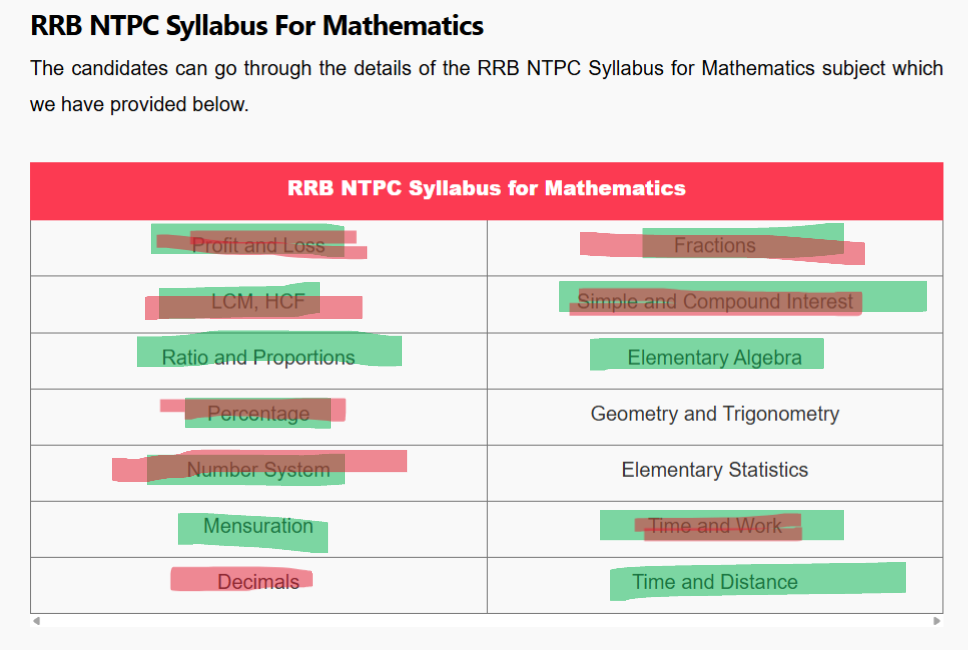 RRB NTPC Syllabus For Mathematics
The candidates can go through the details of the RRB NTPC Syllabus for Mathematics subject which
we have provided below.
RRB NTPC Syllabus for Mathematics
Profit and Loss Fractions
LCM, HCF Simple and Compound Interest
Ratio and Proportions Elementary Algebra
Percentage Geometry and Trigonometry
Number System Elementary Statistics
Mensuration Time and Work
Decimals Time and Distance